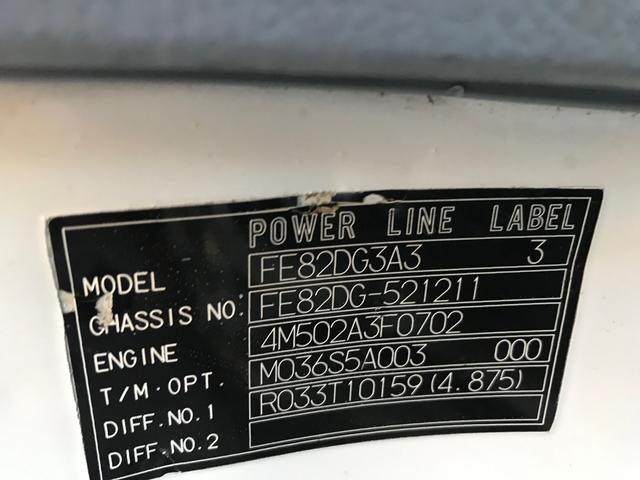 POWER LINE LABEL
MODEL FE82DG3A3 3
CHASSIS NO: FE82DG-521211
ENGINE 4M502A3F0702
T/M·OPT. M036S5A003 000
DIFF.NO.1 R033T10159(4.875)
DIFF.NO.2